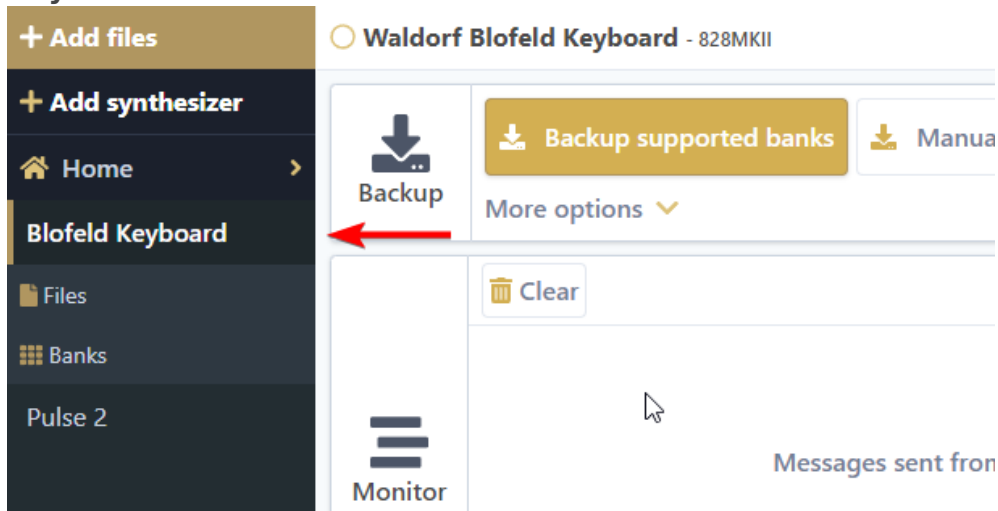 Add files
Add synthesizer
Home
Blofeld Keyboard
Files
Banks
Pulse 2
Waldorf Blofeld Keyboard - 828MKII
Backup
Backup supported banks
Manua
More options
Clear
Monitor
Messages sent from